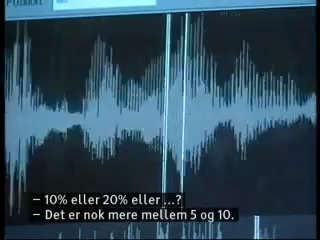 – 10% eller 20% eller ...?
– Det er nok mere mellem 5 og 10.